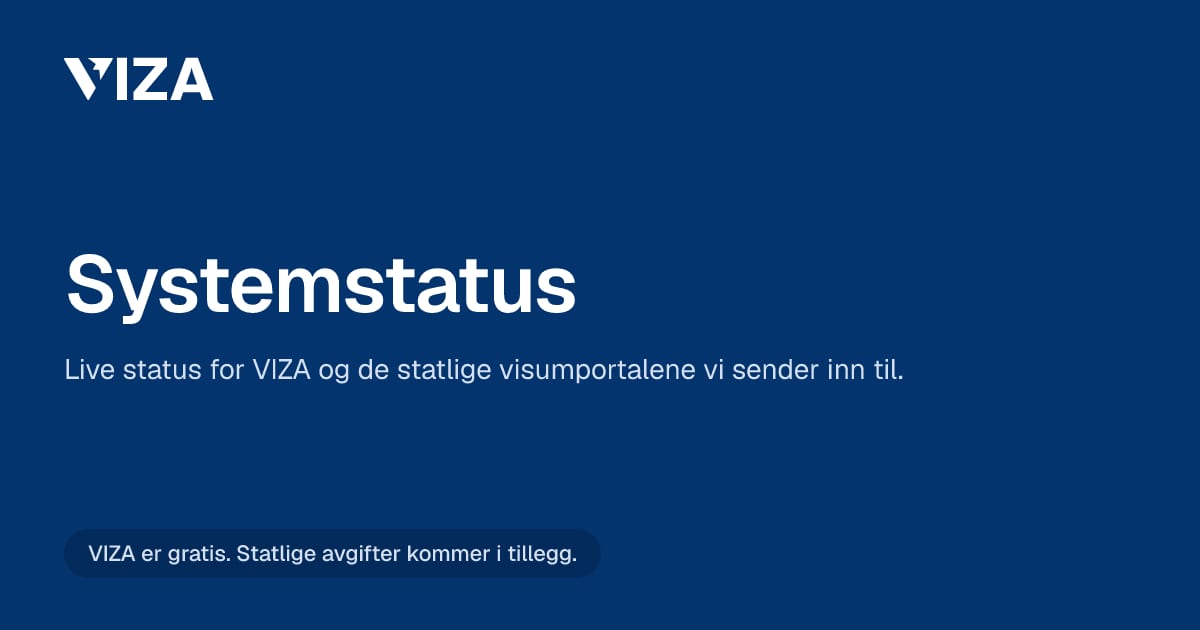 VIZA
Systemstatus
Live status for VIZA og de statlige visumportalene vi sender inn til.
VIZA er gratis. Statlige avgifter kommer i tillegg.